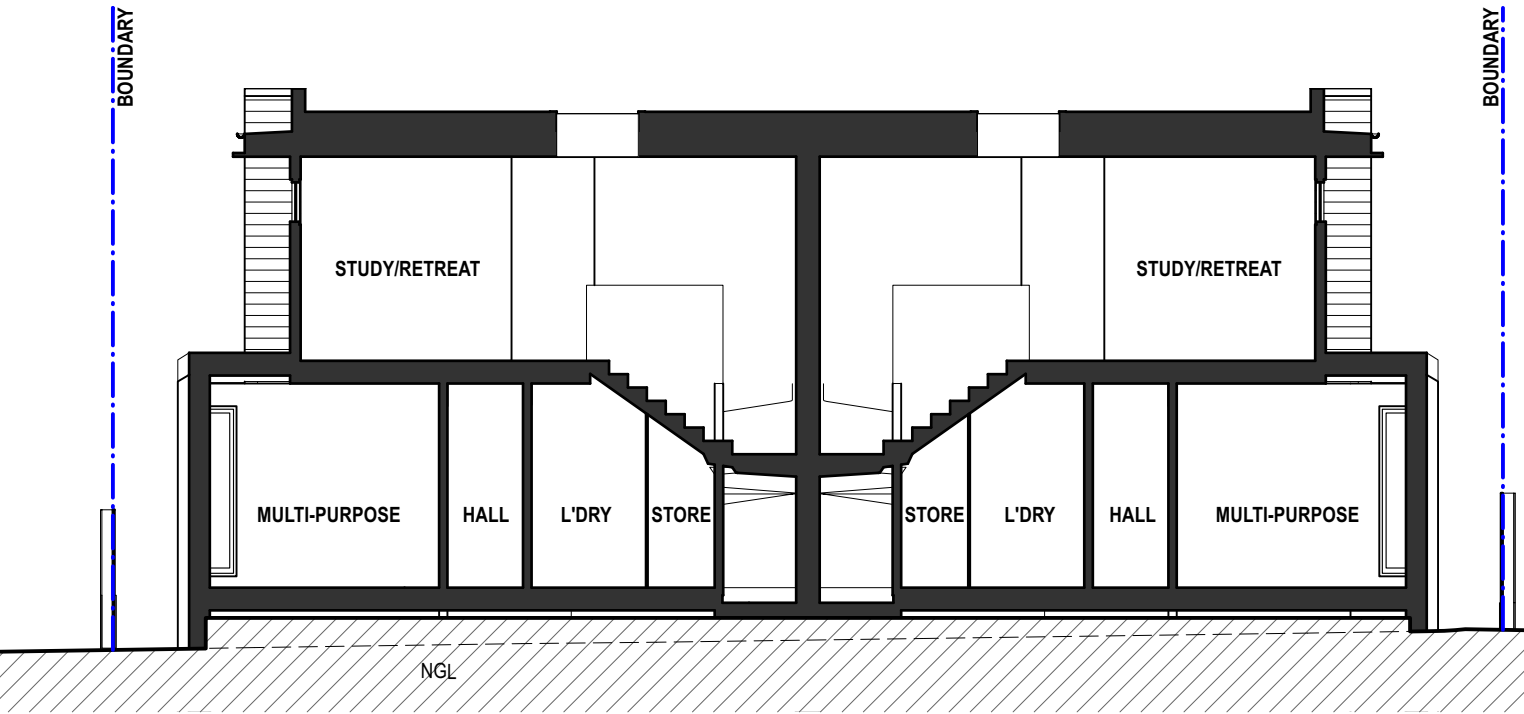 BOUNDARY
BOUNDARY
STUDY/RETREAT
STUDY/RETREAT
MULTI-PURPOSE
HALL
L'DRY
STORE
STORE
L'DRY
HALL
MULTI-PURPOSE
NGL